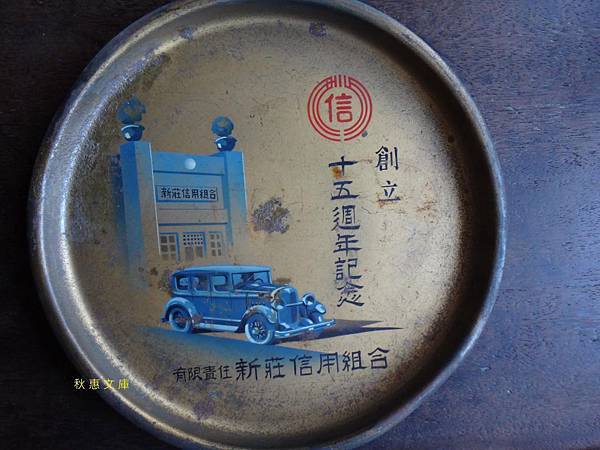 信
創立
十五週年記念
新莊信用組合
有限責任 新莊信用組合
秋惠文庫